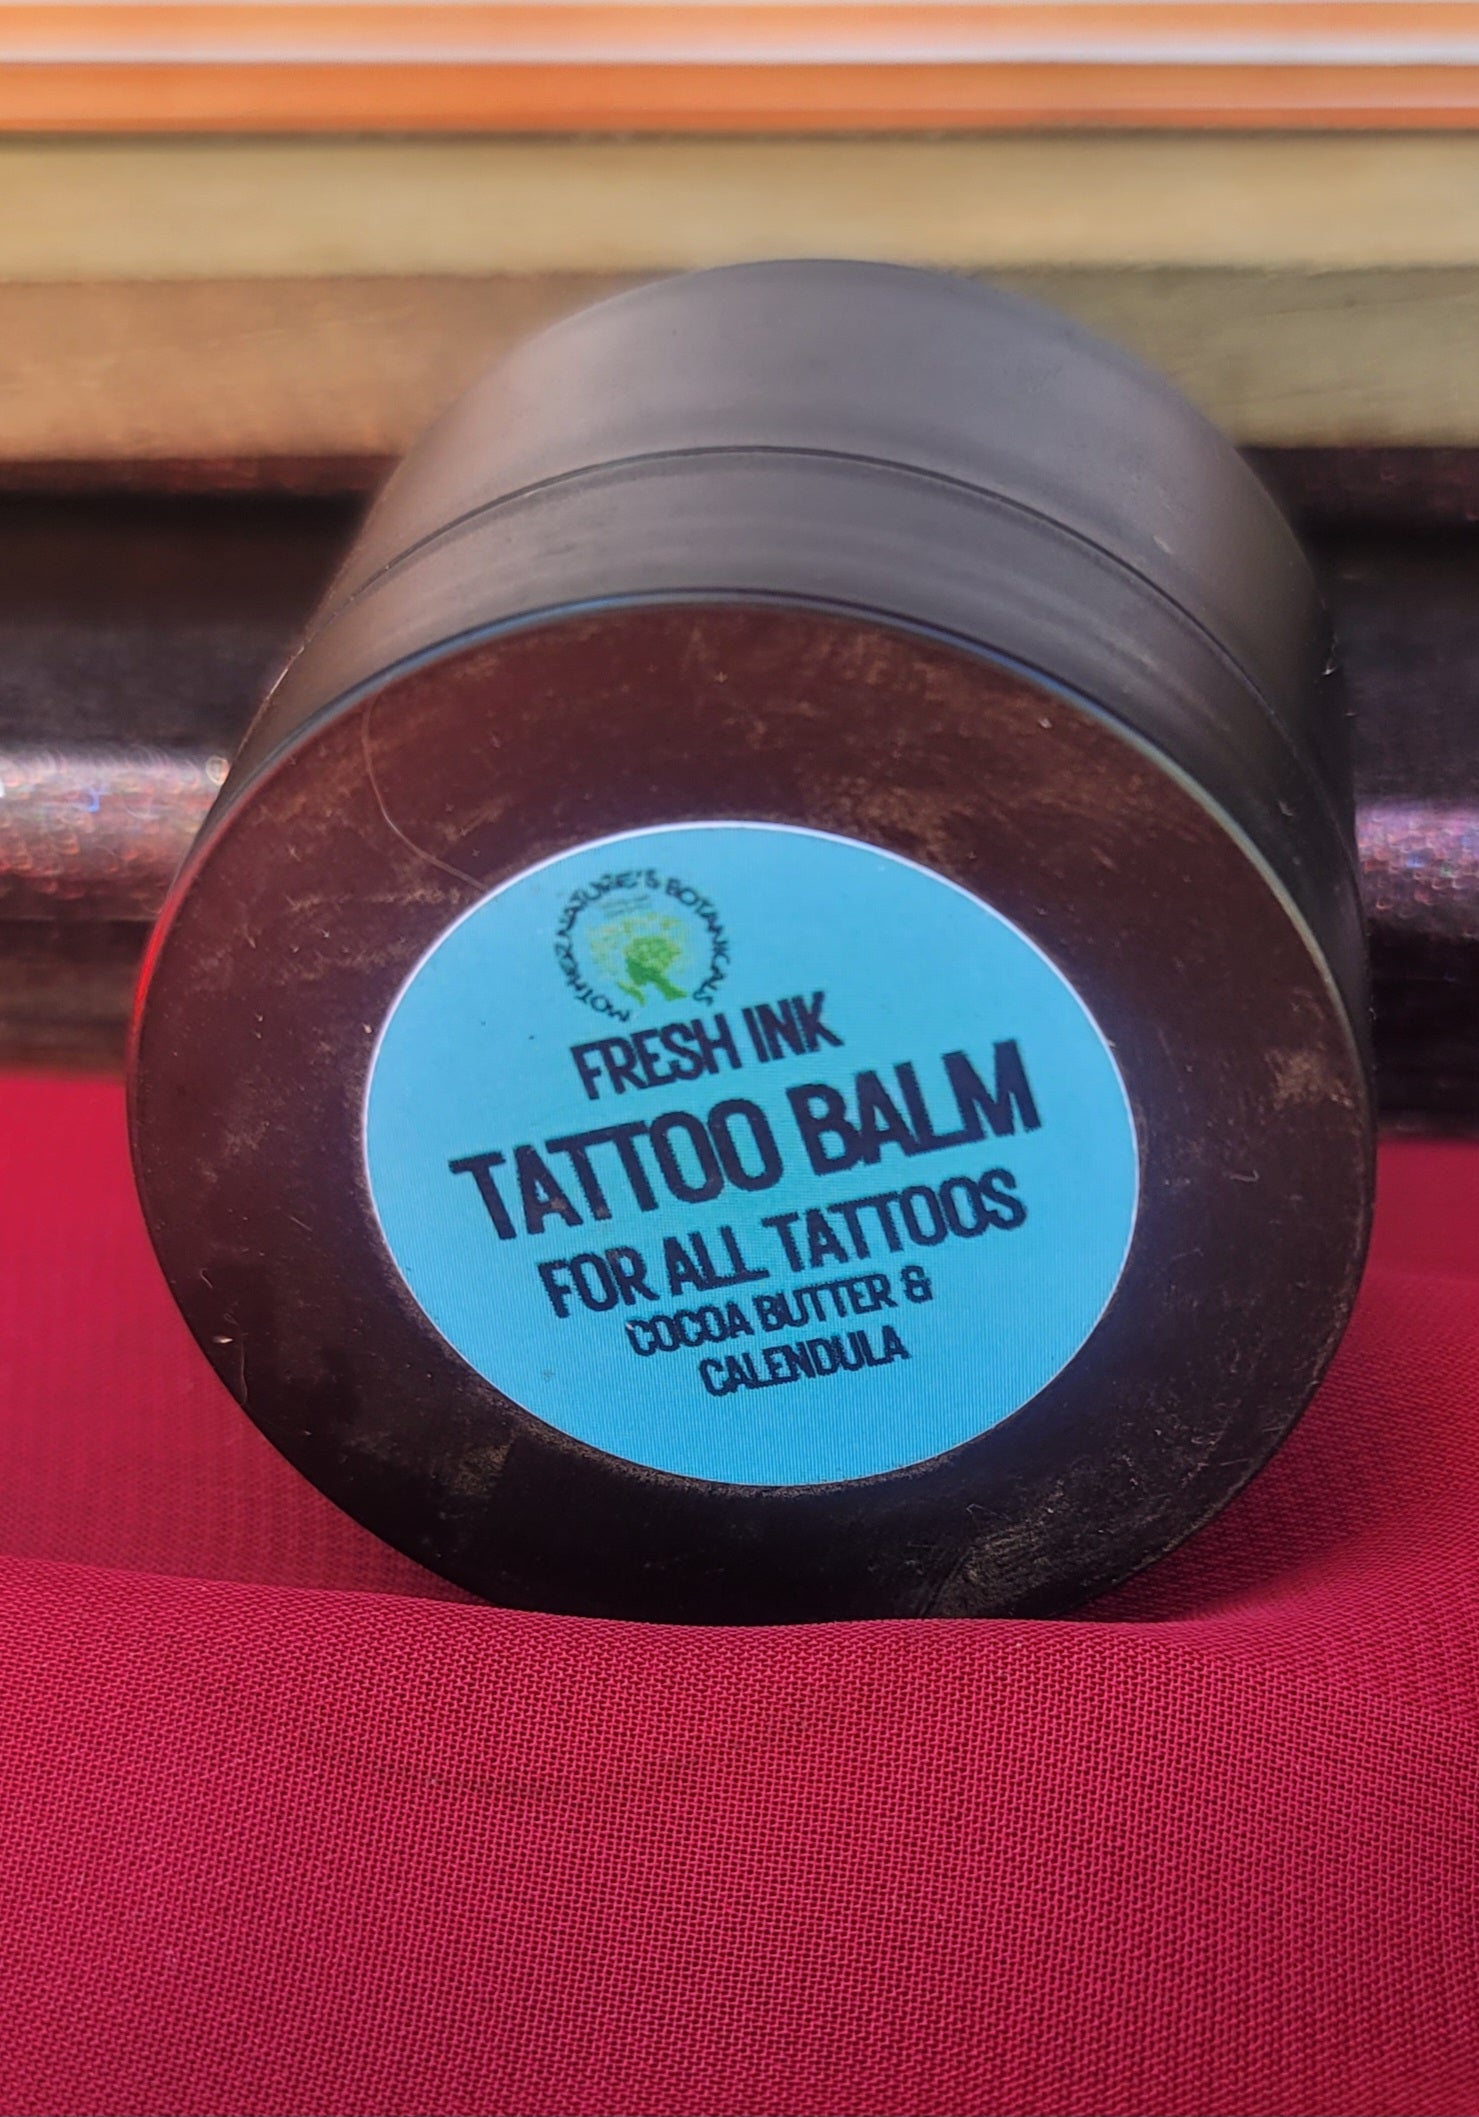 MOTHER NATURE'S BOTANICALS
FRESH INK
TATTOO BALM
FOR ALL TATTOOS
COCOA BUTTER &
CALENDULA